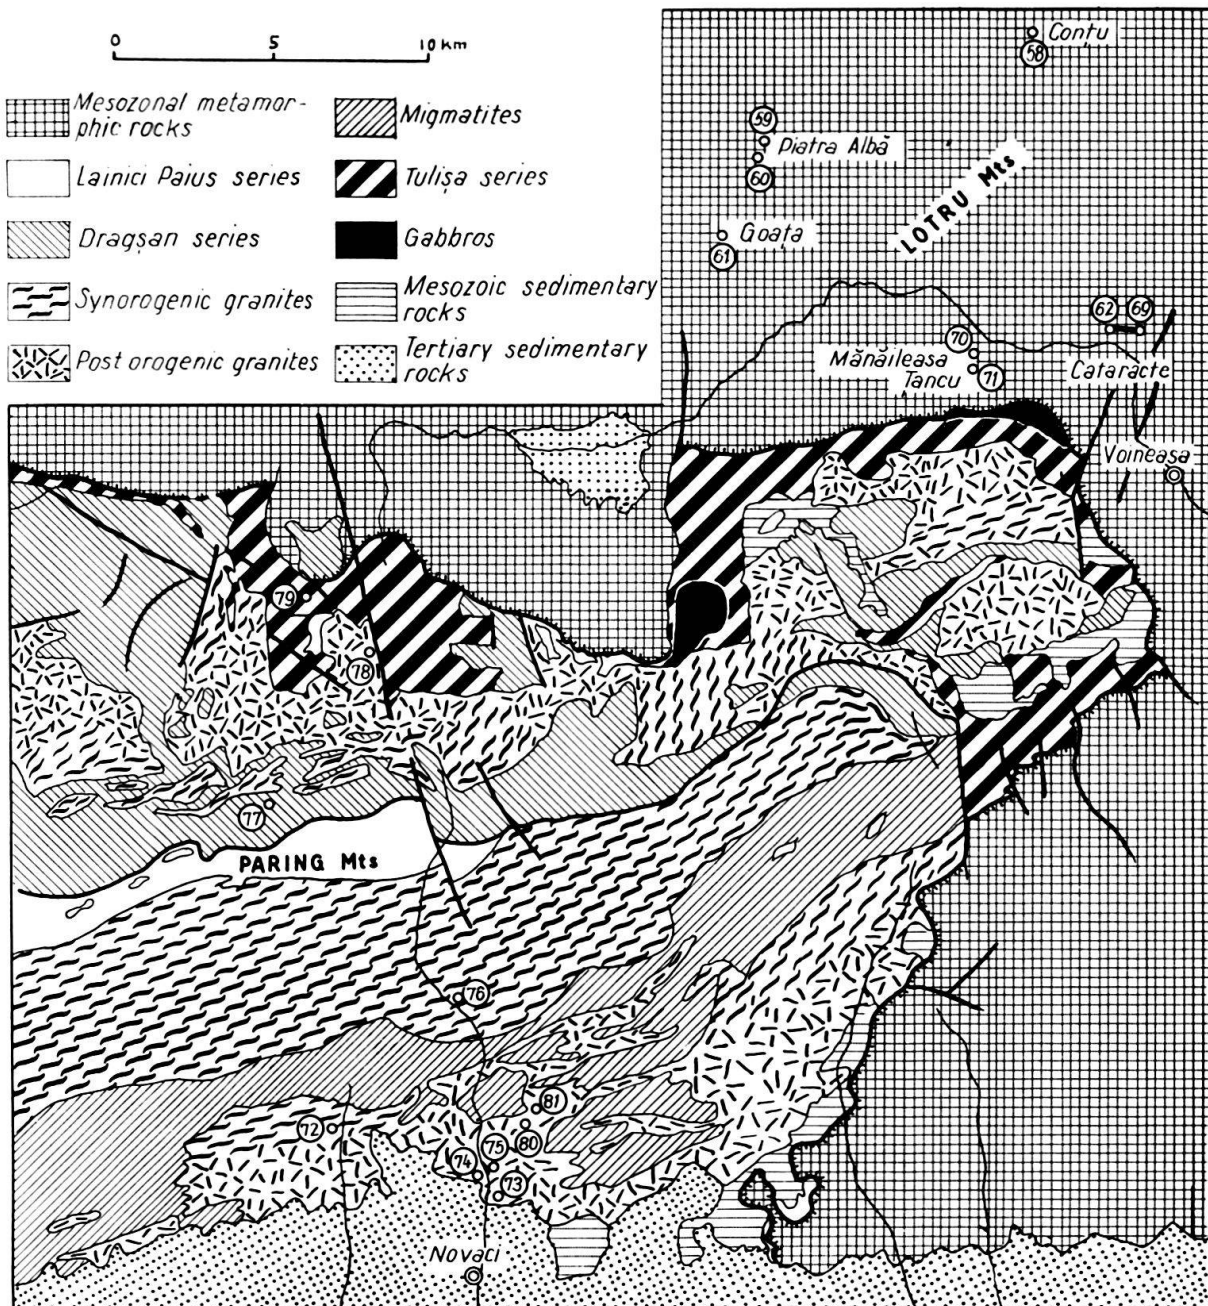 0 5 10 km
Mesozonal metamor-
phic rocks
Lainici Paius series
Dragșan series
Synorogenic granites
Post orogenic granites
Migmatites
Tulișa series
Gabbros
Mesozoic sedimentary
rocks
Tertiary sedimentary
rocks
Conțu
58
59
Piatra Albă
60
LOTRU Mts
Goața
61
62 69
70
Mănăileasa
Tancu 71
Cataracte
Voineasa
79
78
77
PARING Mts
76
81
72
80
75
74
73
Novaci